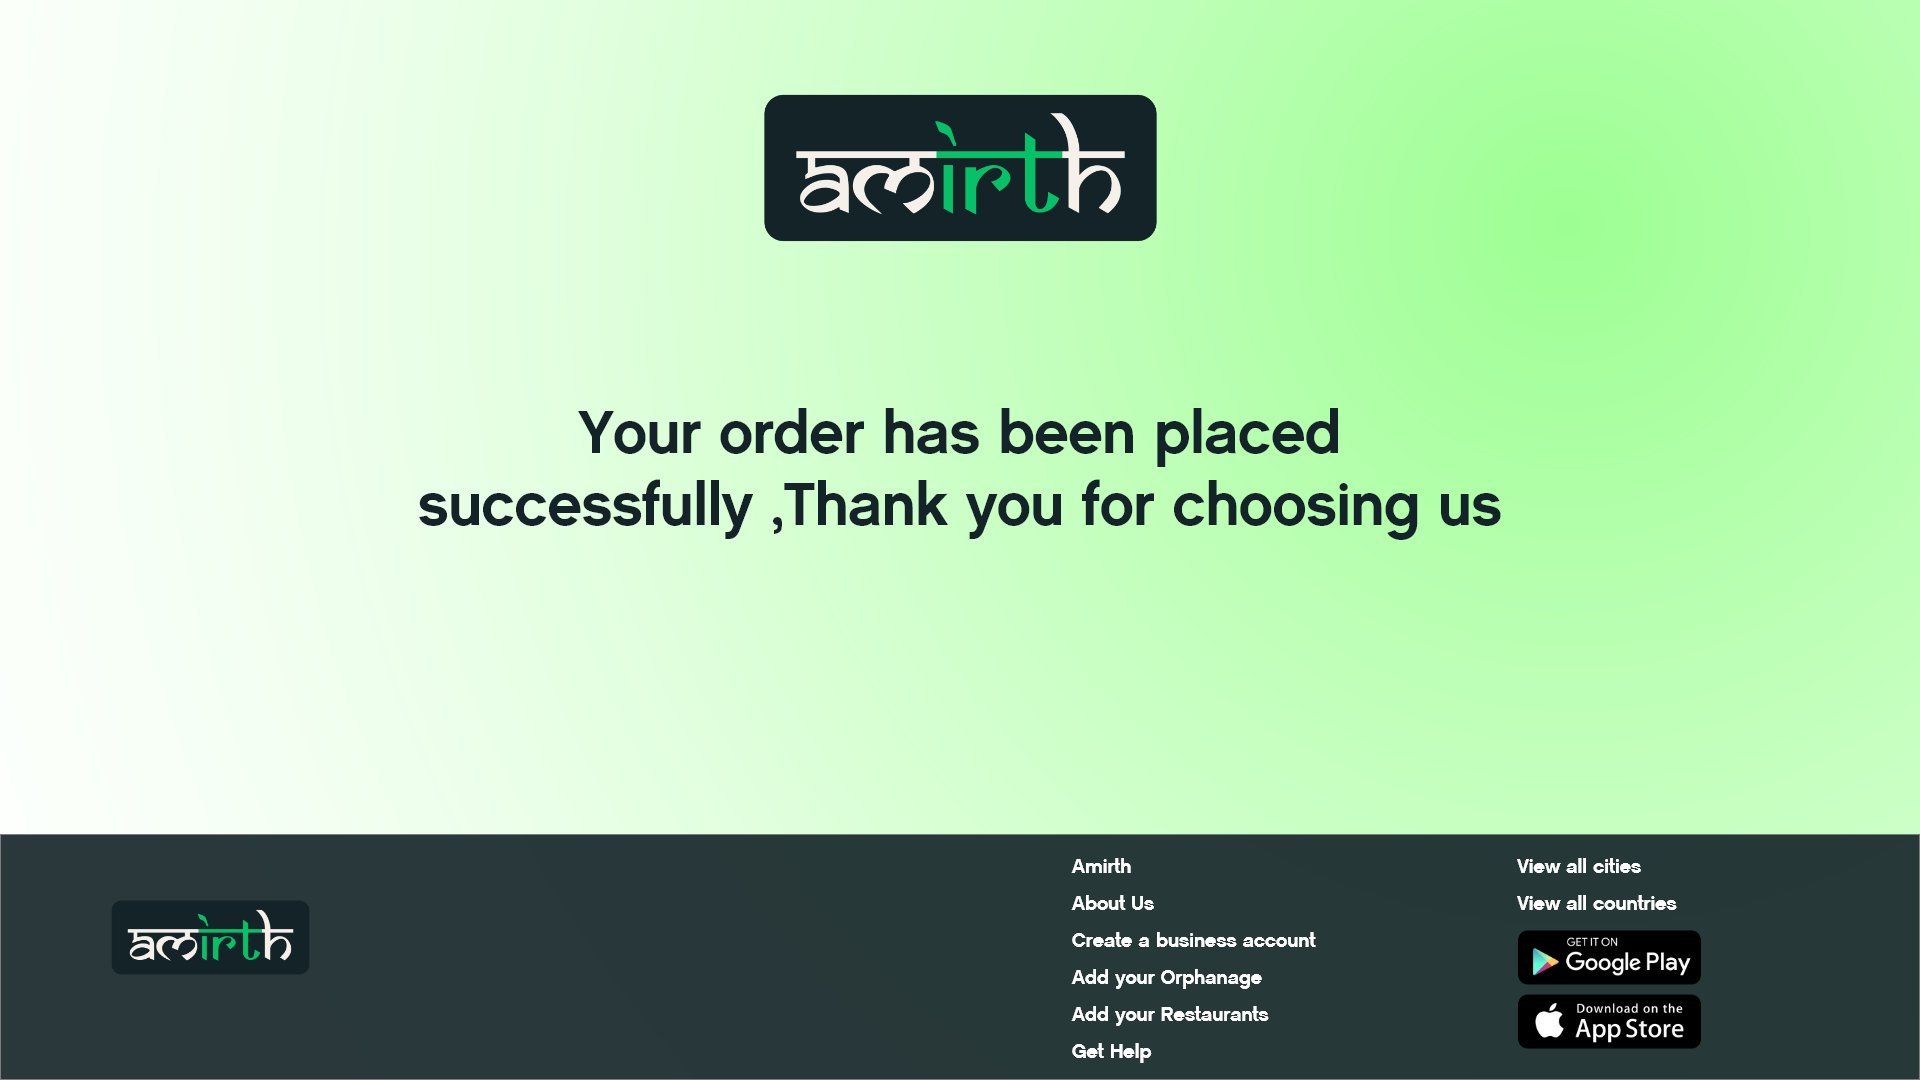 amirth
Your order has been placed
successfully ,Thank you for choosing us
amirth
Amirth
About Us
Create a business account
Add your Orphanage
Add your Restaurants
Get Help
View all cities
View all countries
GET IT ON
Google Play
Download on the
App Store